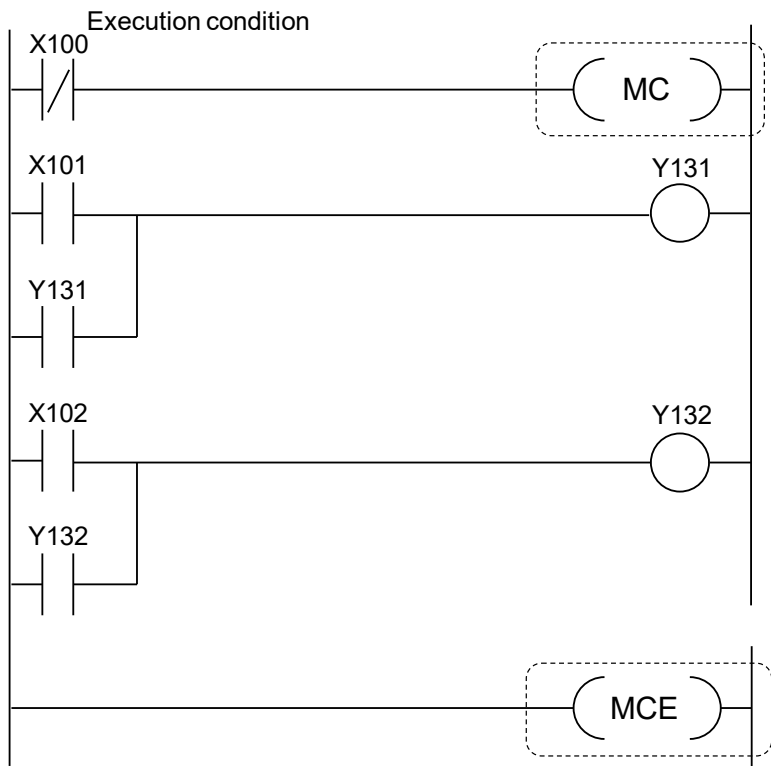 Execution condition
X100
MC
X101
Y131
Y131
X102
Y132
Y132
MCE